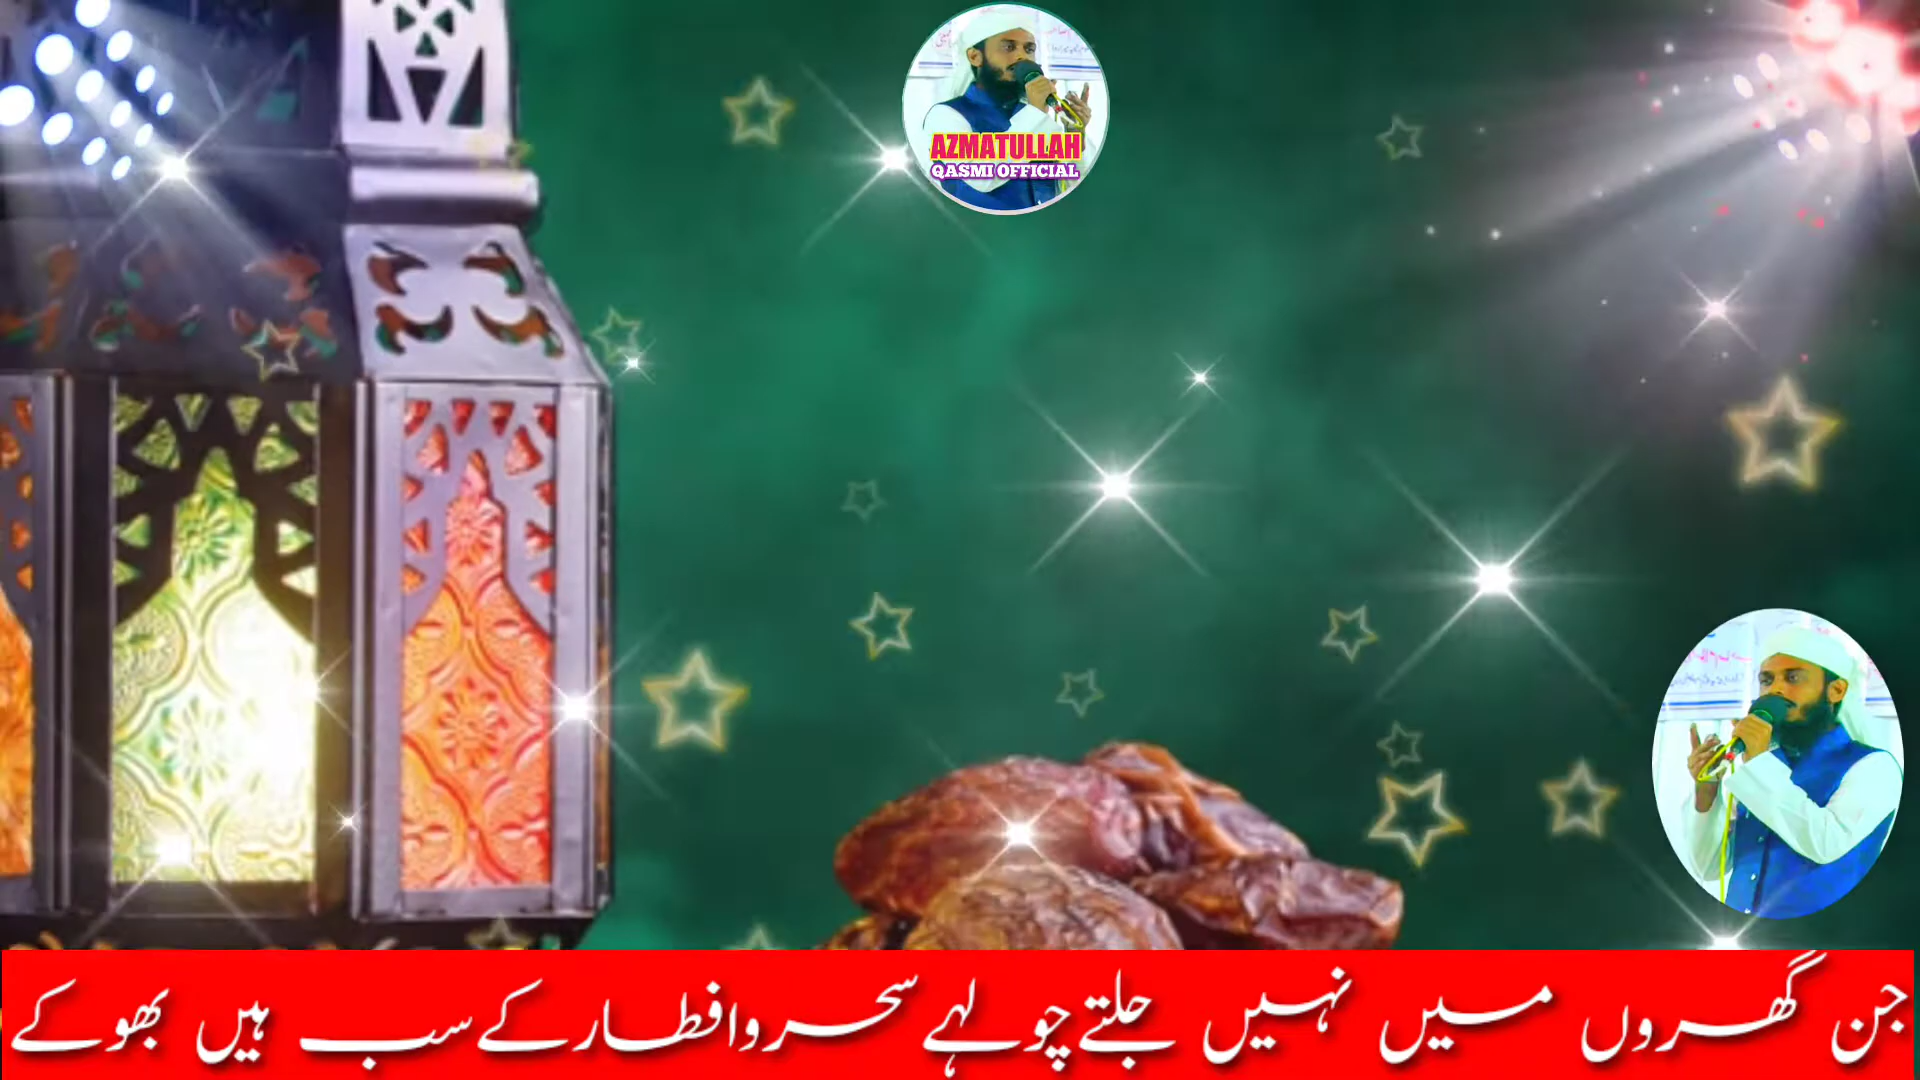 AZMATULLAH
QASMI OFFICIAL
جن گھروں میں نہیں جلتے چولہے سحر و افطار کے سب ہیں بھوکے